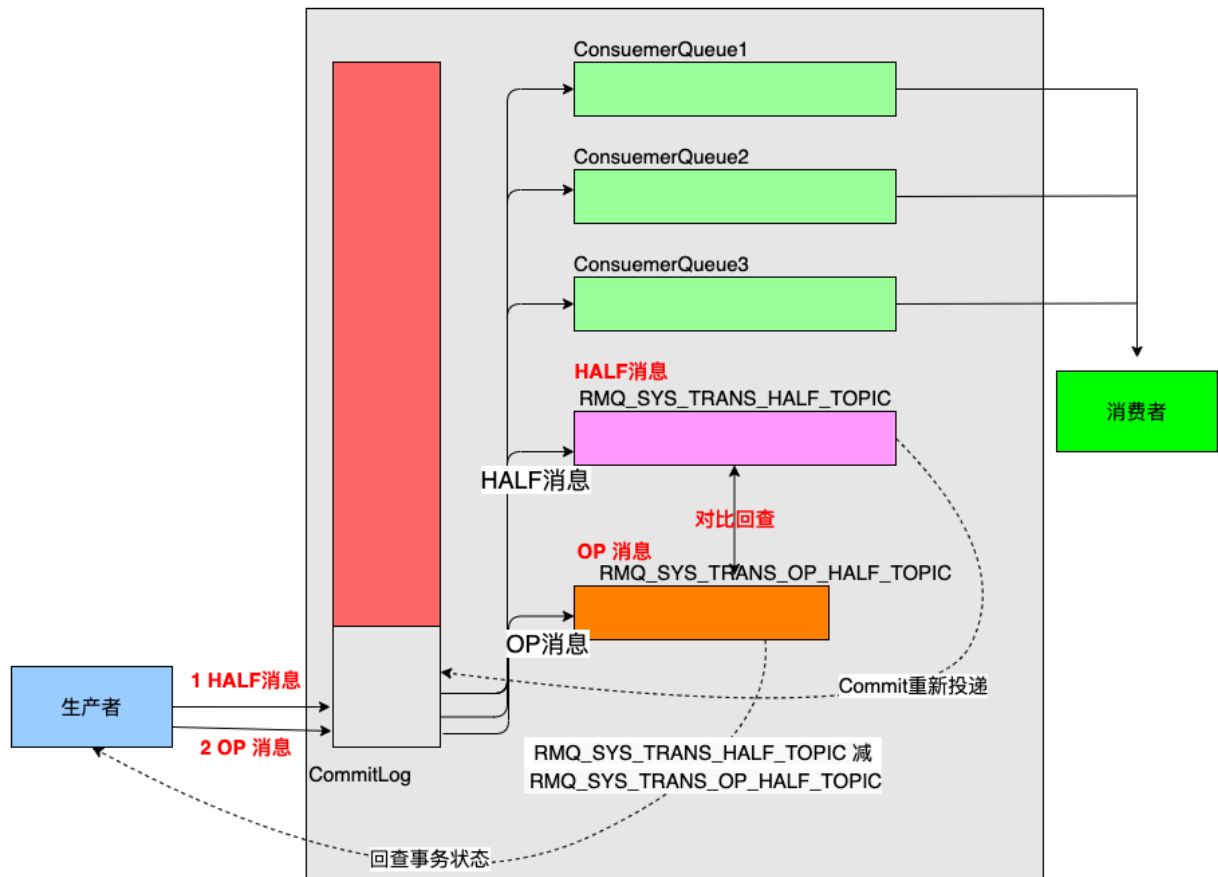 ConsuemerQueue1
ConsuemerQueue2
ConsuemerQueue3
HALF消息
RMQ_SYS_TRANS_HALF_TOPIC
消费者
HALF消息
对比回查
OP 消息
RMQ_SYS_TRANS_OP_HALF_TOPIC
OP消息
1 HALF消息
Commit重新投递
生产者
2 OP 消息
RMQ_SYS_TRANS_HALF_TOPIC 减
RMQ_SYS_TRANS_OP_HALF_TOPIC
CommitLog
回查事务状态